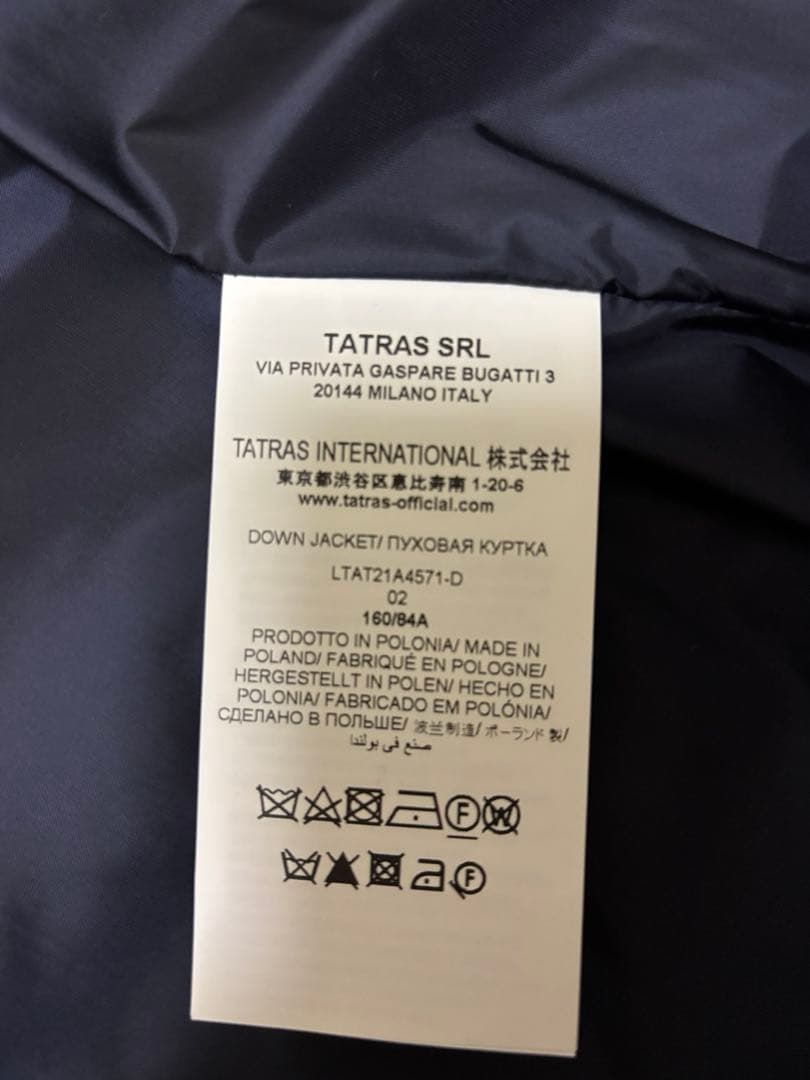 TATRAS SRL
VIA PRIVATA GASPARE BUGATTI 3
20144 MILANO ITALY
TATRAS INTERNATIONAL 株式会社
東京都渋谷区恵比寿南 1-20-6
www.tatras-official.com
DOWN JACKET/ ПУХОВАЯ КУРТКА
LTAT21A4571-D
02
160/84A
PRODOTTO IN POLONIA/ MADE IN
POLAND/ FABRIQUÉ EN POLOGNE/
HERGESTELLT IN POLEN/ HECHO EN
POLONIA/ FABRICADO EM POLÓNIA/
СДЕЛАНО В ПОЛЬШЕ/ 波兰制造/ ポーランド 製/
صنع في بولندا
F W
F